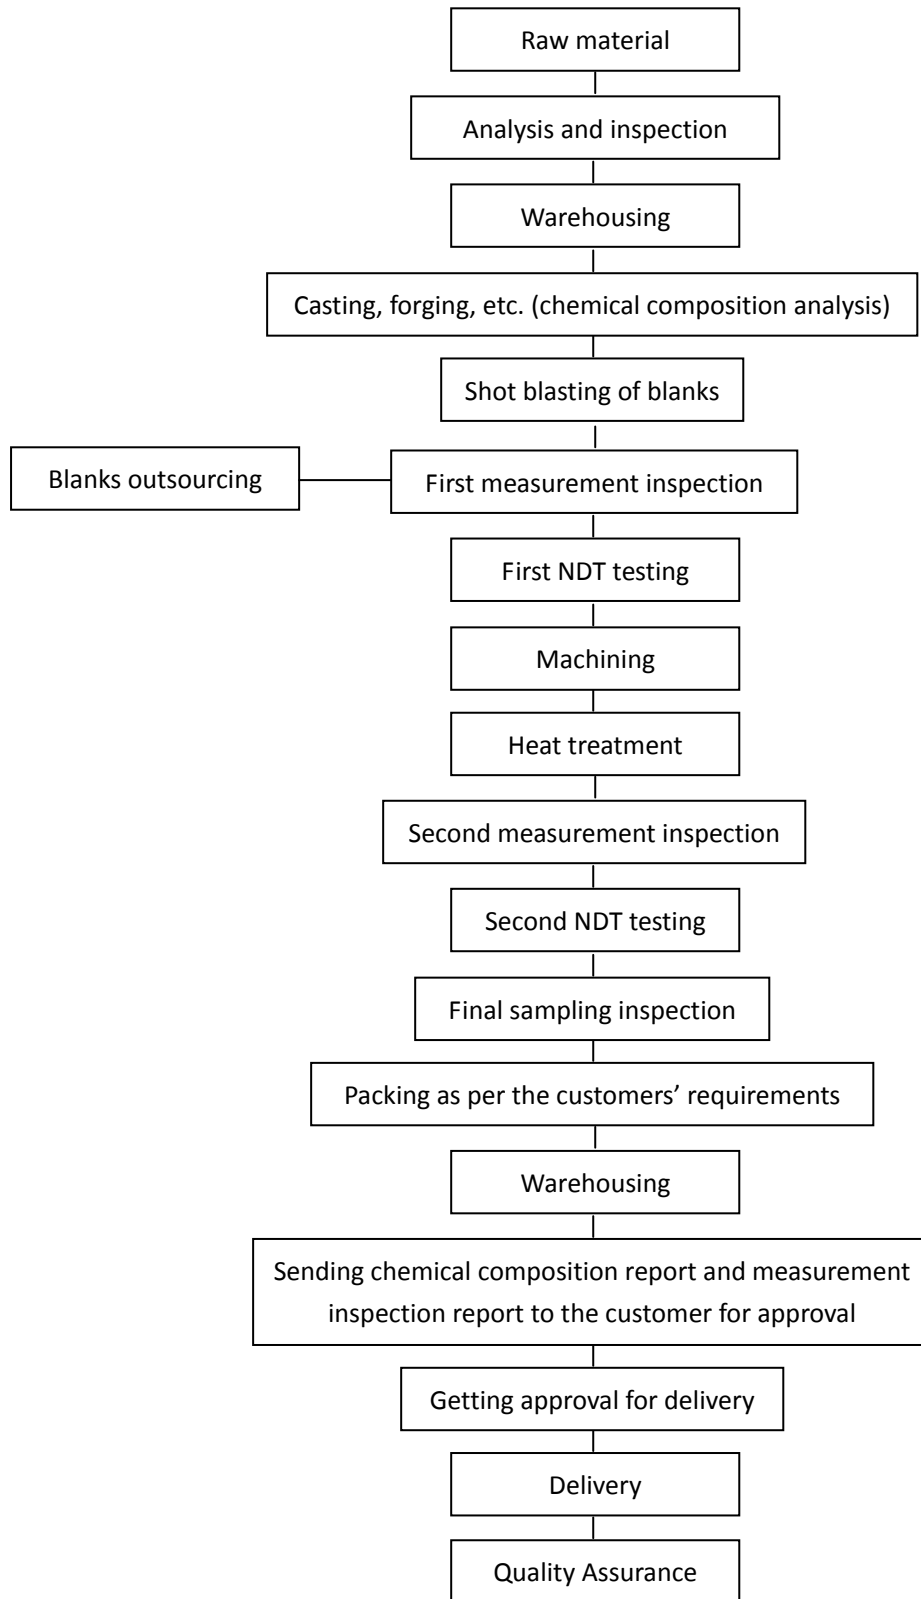 Raw material
Analysis and inspection
Warehousing
Casting, forging, etc. (chemical composition analysis)
Shot blasting of blanks
Blanks outsourcing
First measurement inspection
First NDT testing
Machining
Heat treatment
Second measurement inspection
Second NDT testing
Final sampling inspection
Packing as per the customers’ requirements
Warehousing
Sending chemical composition report and measurement
inspection report to the customer for approval
Getting approval for delivery
Delivery
Quality Assurance